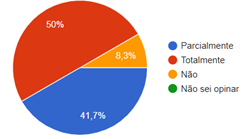 50%
8,3%
41,7%
Parcialmente
Totalmente
Não
Não sei opinar